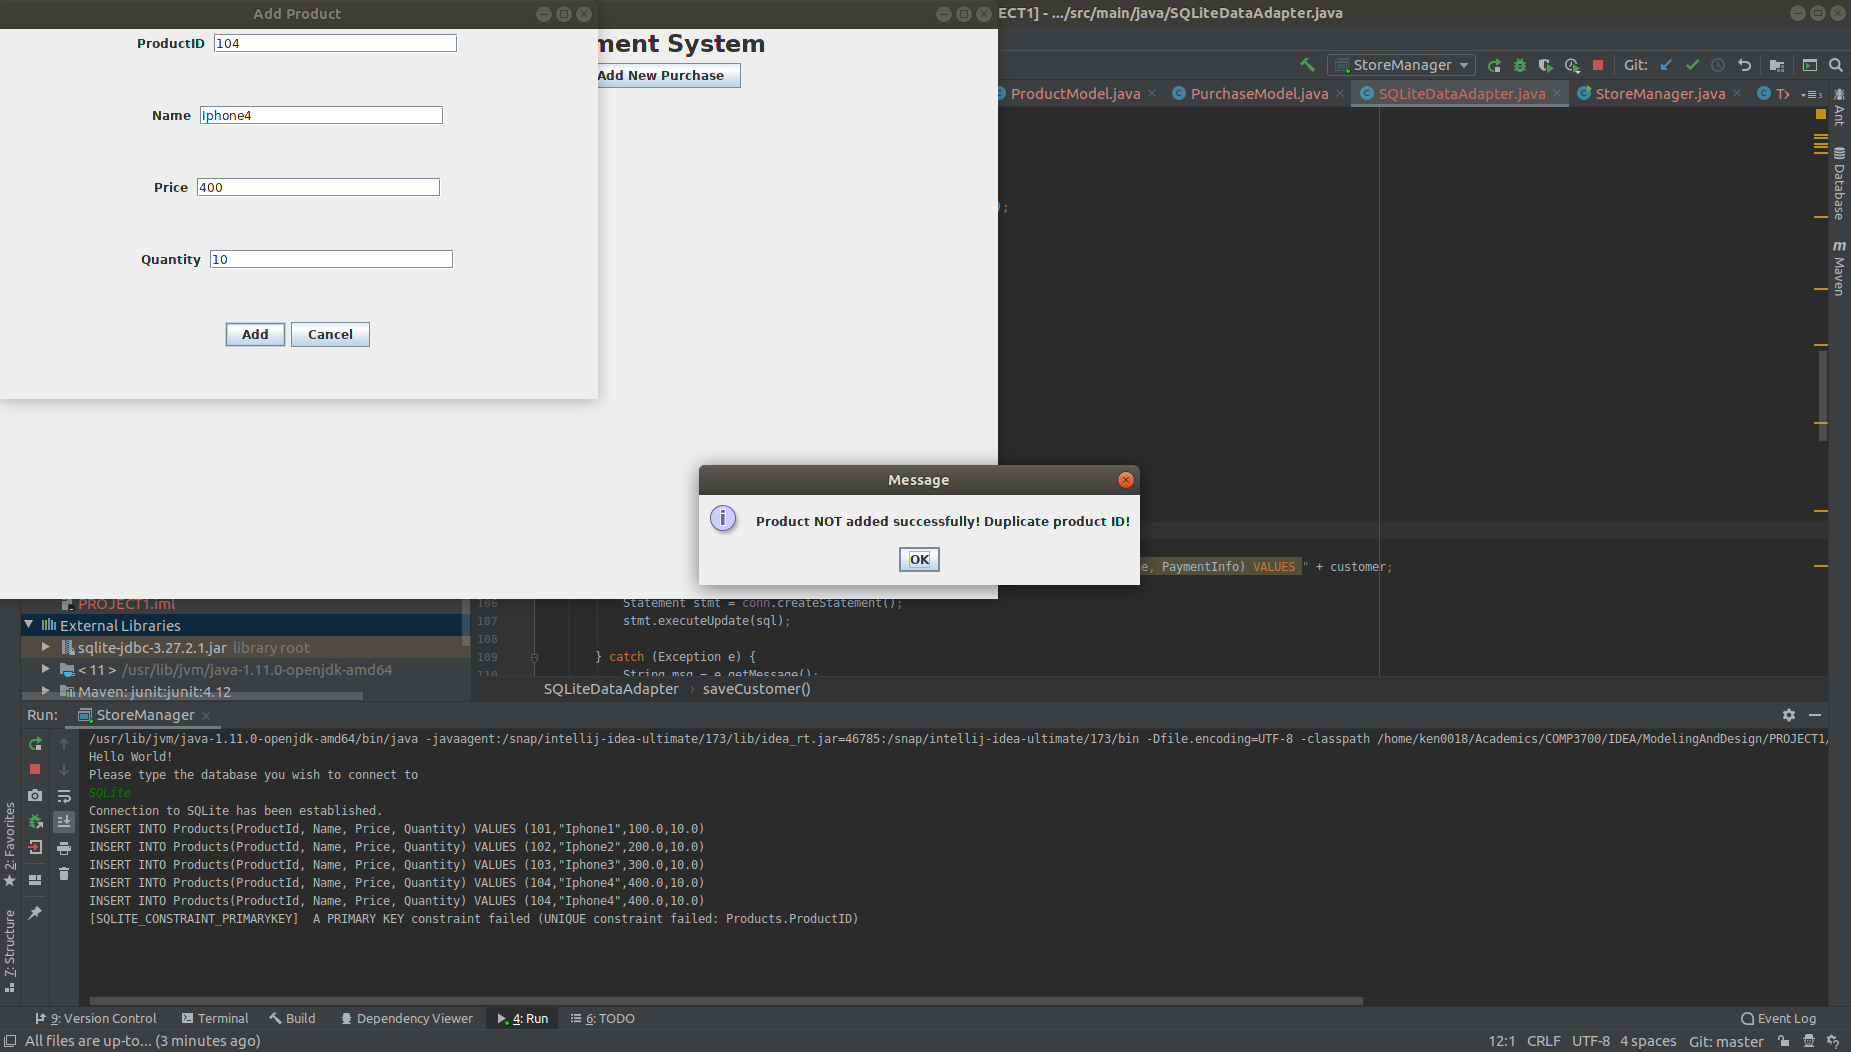 Add Product
ECT1] - .../src/main/java/SQLiteDataAdapter.java
ProductID 104
ment System
Add New Purchase
StoreManager
Git:
ProductModel.java
PurchaseModel.java
SQLiteDataAdapter.java
StoreManager.java
Tx
3
Ant
Database
m Maven
Name Iphone4
Price 400
);
Quantity 10
Add Cancel
Message
Product NOT added successfully! Duplicate product ID!
OK
e, PaymentInfo) VALUES " + customer;
PROJECT1.iml
106 Statement stmt = conn.createStatement();
External Libraries
107 stmt.executeUpdate(sql);
108
sqlite-jdbc-3.27.2.1.jar library root
109 } catch (Exception e) {
< 11 > /usr/lib/jvm/java-1.11.0-openjdk-amd64
110 String msg = e.getMessage();
Maven: junit:junit:4.12
SQLiteDataAdapter › saveCustomer()
Run: StoreManager
/usr/lib/jvm/java-1.11.0-openjdk-amd64/bin/java -javaagent:/snap/intellij-idea-ultimate/173/lib/idea_rt.jar=46785:/snap/intellij-idea-ultimate/173/bin -Dfile.encoding=UTF-8 -classpath /home/ken0018/Academics/COMP3700/IDEA/ModelingAndDesign/PROJECT1/
Hello World!
Please type the database you wish to connect to
SQLite
Connection to SQLite has been established.
INSERT INTO Products(ProductId, Name, Price, Quantity) VALUES (101,"Iphone1",100.0,10.0)
INSERT INTO Products(ProductId, Name, Price, Quantity) VALUES (102,"Iphone2",200.0,10.0)
INSERT INTO Products(ProductId, Name, Price, Quantity) VALUES (103,"Iphone3",300.0,10.0)
INSERT INTO Products(ProductId, Name, Price, Quantity) VALUES (104,"Iphone4",400.0,10.0)
INSERT INTO Products(ProductId, Name, Price, Quantity) VALUES (104,"Iphone4",400.0,10.0)
[SQLITE_CONSTRAINT_PRIMARYKEY]  A PRIMARY KEY constraint failed (UNIQUE constraint failed: Products.ProductID)
2: Favorites
7: Structure
9: Version Control
Terminal
Build
Dependency Viewer
4: Run
6: TODO
Event Log
All files are up-to... (3 minutes ago)
12:1 CRLF UTF-8 4 spaces Git: master